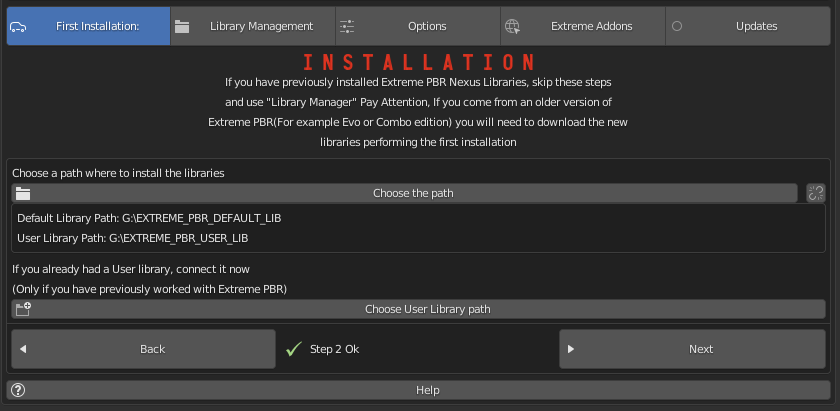 First Installation:
Library Management
Options
Extreme Addons
Updates
INSTALLATION
If you have previously installed Extreme PBR Nexus Libraries, skip these steps
and use "Library Manager" Pay Attention, If you come from an older version of
Extreme PBR(For example Evo or Combo edition) you will need to download the new
libraries performing the first installation
Choose a path where to install the libraries
Choose the path
Default Library Path: G:\EXTREME_PBR_DEFAULT_LIB
User Library Path: G:\EXTREME_PBR_USER_LIB
If you already had a User library, connect it now
(Only if you have previously worked with Extreme PBR)
Choose User Library path
Back
Step 2 Ok
Next
Help